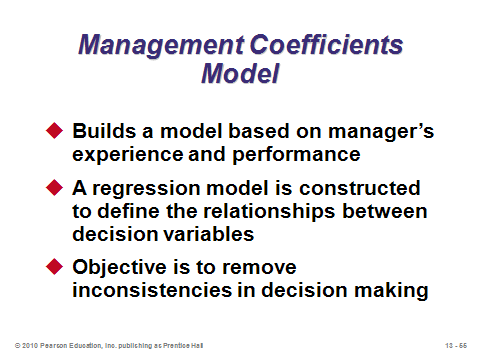 Management Coefficients
Model
Builds a model based on manager's
experience and performance
A regression model is constructed
to define the relationships between
decision variables
Objective is to remove
inconsistencies in decision making
© 2010 Pearson Education, Inc. publishing as Prentice Hall
13 - 55